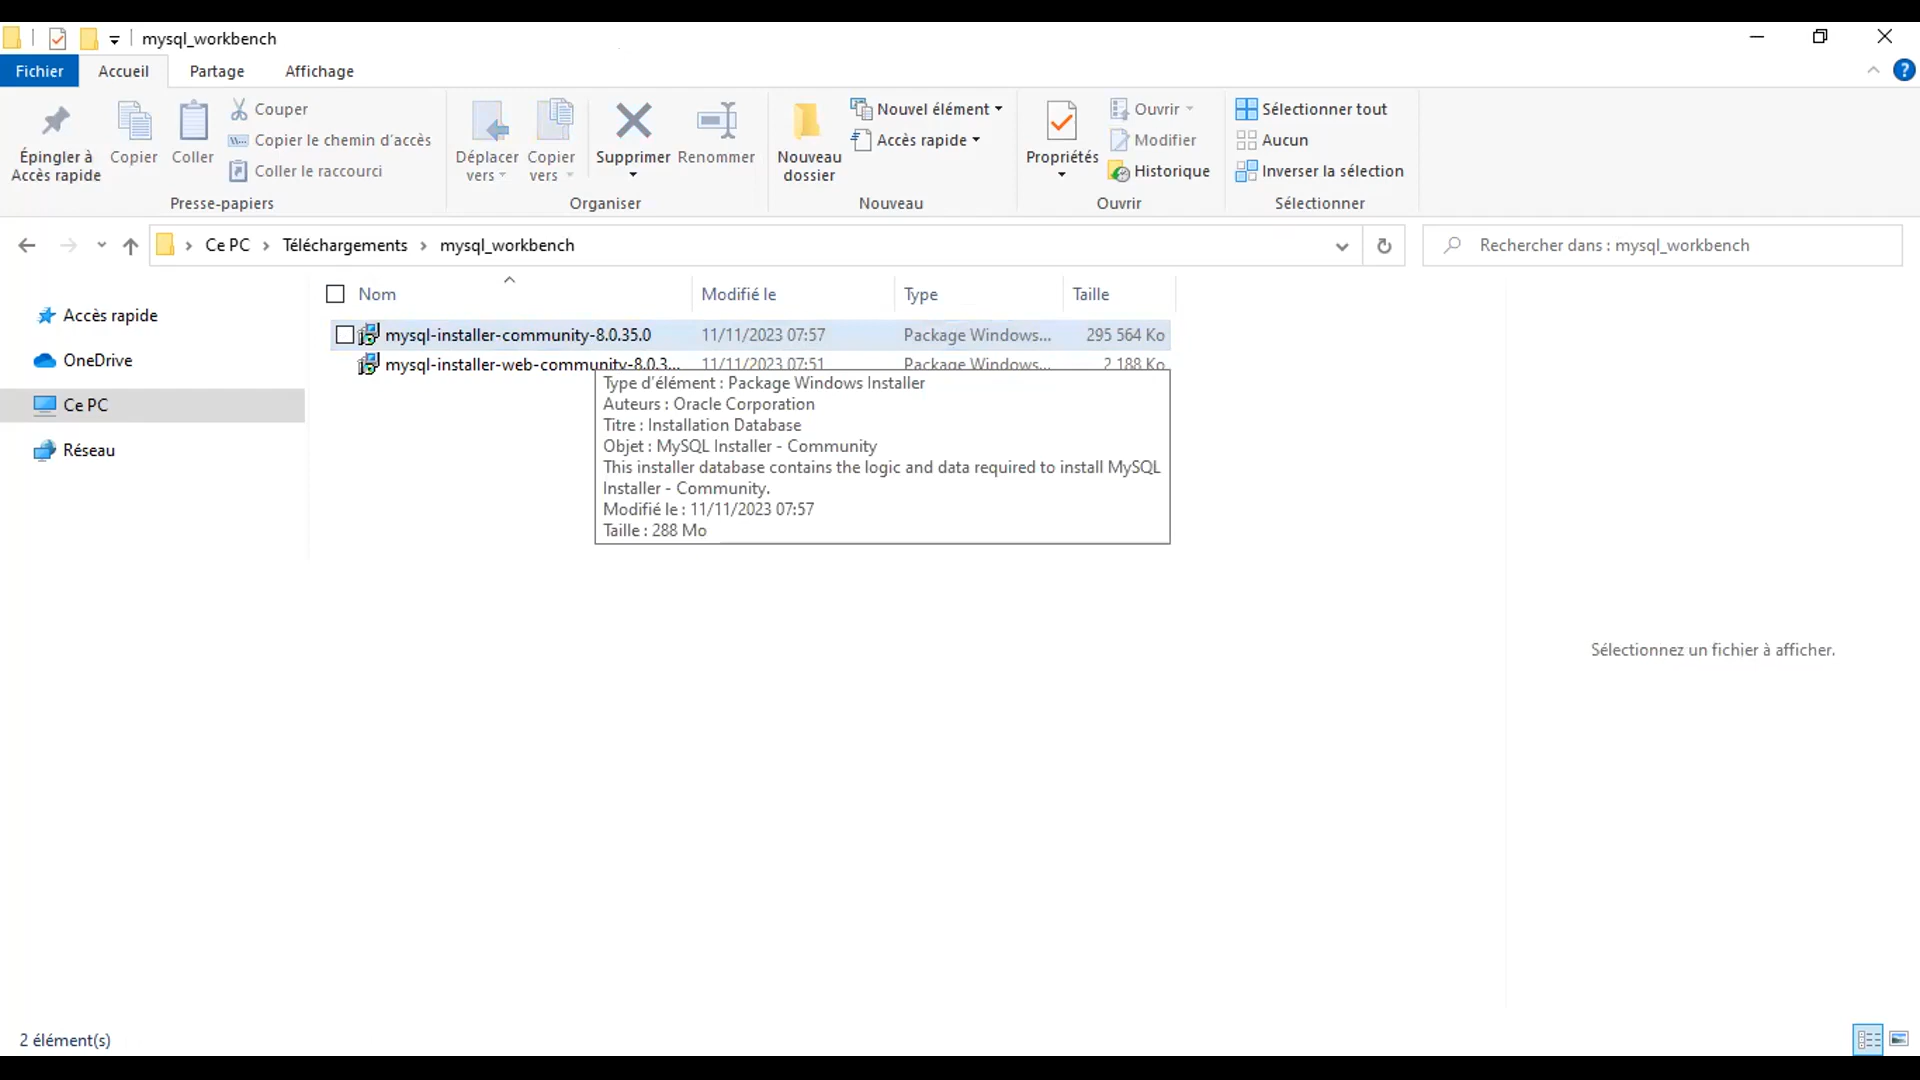 mysql_workbench
Fichier
Accueil
Partage
Affichage
?
Épingler à
Accès rapide
Copier
Coller
Couper
Copier le chemin d'accès
Coller le raccourci
Presse-papiers
Déplacer
vers
Copier
vers
Supprimer
Renommer
Organiser
Nouveau
dossier
Nouvel élément
Accès rapide
Nouveau
Propriétés
Ouvrir
Modifier
Historique
Ouvrir
Sélectionner tout
Aucun
Inverser la sélection
Sélectionner
Ce PC
Téléchargements
mysql_workbench
Rechercher dans : mysql_workbench
Accès rapide
OneDrive
Ce PC
Réseau
Nom
Modifié le
Type
Taille
mysql-installer-community-8.0.35.0
11/11/2023 07:57
Package Windows...
295 564 Ko
mysql-installer-web-community-8.0.3...
11/11/2023 07:51
Package Windows...
2 188 Ko
Type d'élément : Package Windows Installer
Auteurs : Oracle Corporation
Titre : Installation Database
Objet : MySQL Installer - Community
This installer database contains the logic and data required to install MySQL
Installer - Community.
Modifié le : 11/11/2023 07:57
Taille : 288 Mo
Sélectionnez un fichier à afficher.
2 élément(s)